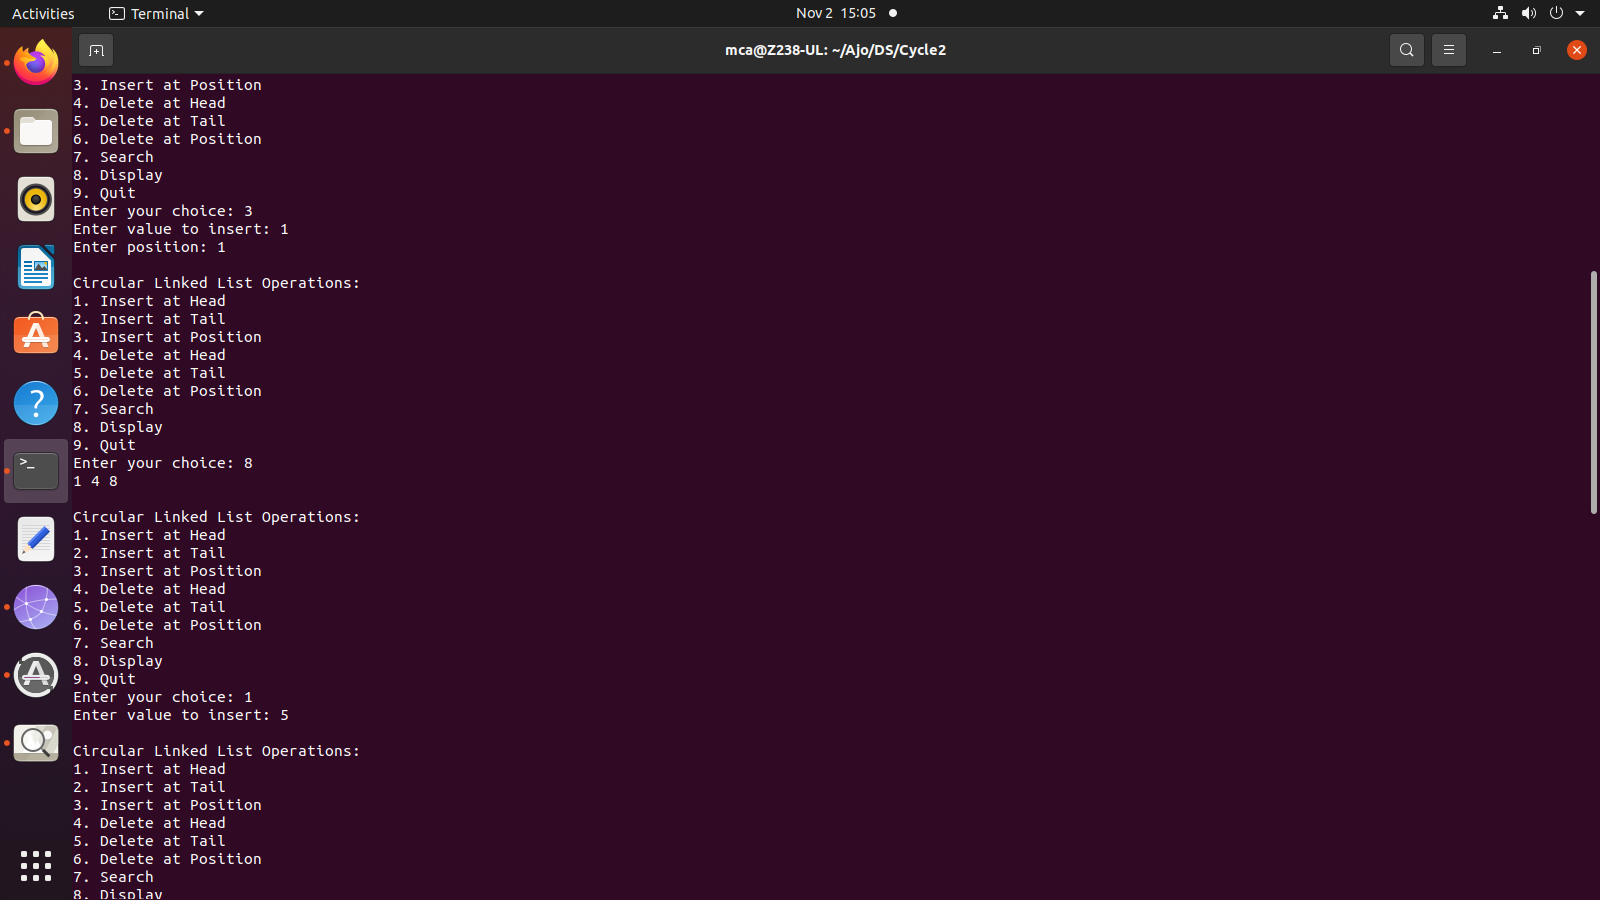 Activities Terminal Nov 2 15:05
mca@Z238-UL: ~/Ajo/DS/Cycle2
3. Insert at Position
4. Delete at Head
5. Delete at Tail
6. Delete at Position
7. Search
8. Display
9. Quit
Enter your choice: 3
Enter value to insert: 1
Enter position: 1
Circular Linked List Operations:
1. Insert at Head
2. Insert at Tail
3. Insert at Position
4. Delete at Head
5. Delete at Tail
6. Delete at Position
7. Search
8. Display
9. Quit
Enter your choice: 8
1 4 8
Circular Linked List Operations:
1. Insert at Head
2. Insert at Tail
3. Insert at Position
4. Delete at Head
5. Delete at Tail
6. Delete at Position
7. Search
8. Display
9. Quit
Enter your choice: 1
Enter value to insert: 5
Circular Linked List Operations:
1. Insert at Head
2. Insert at Tail
3. Insert at Position
4. Delete at Head
5. Delete at Tail
6. Delete at Position
7. Search
8. Display